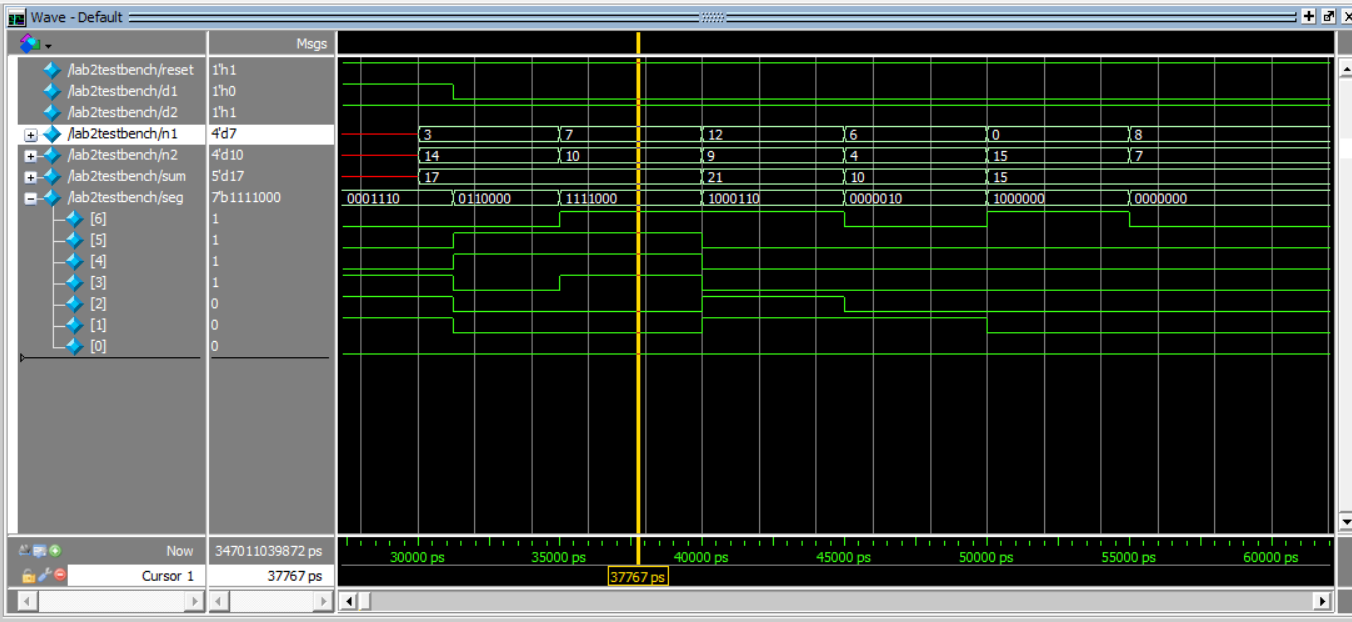 Wave - Default
Msgs
/lab2testbench/reset 1'h1
/lab2testbench/d1 1'h0
/lab2testbench/d2 1'h1
/lab2testbench/n1 4'd7 3 7 12 6 0 8
/lab2testbench/n2 4'd10 14 10 9 4 15 7
/lab2testbench/sum 5'd17 17 21 10 15
/lab2testbench/seg 7'b1111000 0001110 0110000 1111000 1000110 0000010 1000000 0000000
[6] 1
[5] 1
[4] 1
[3] 1
[2] 0
[1] 0
[0] 0
Now 347011039872 ps 30000 ps 35000 ps 40000 ps 45000 ps 50000 ps 55000 ps 60000 ps
Cursor 1 37767 ps 37767 ps